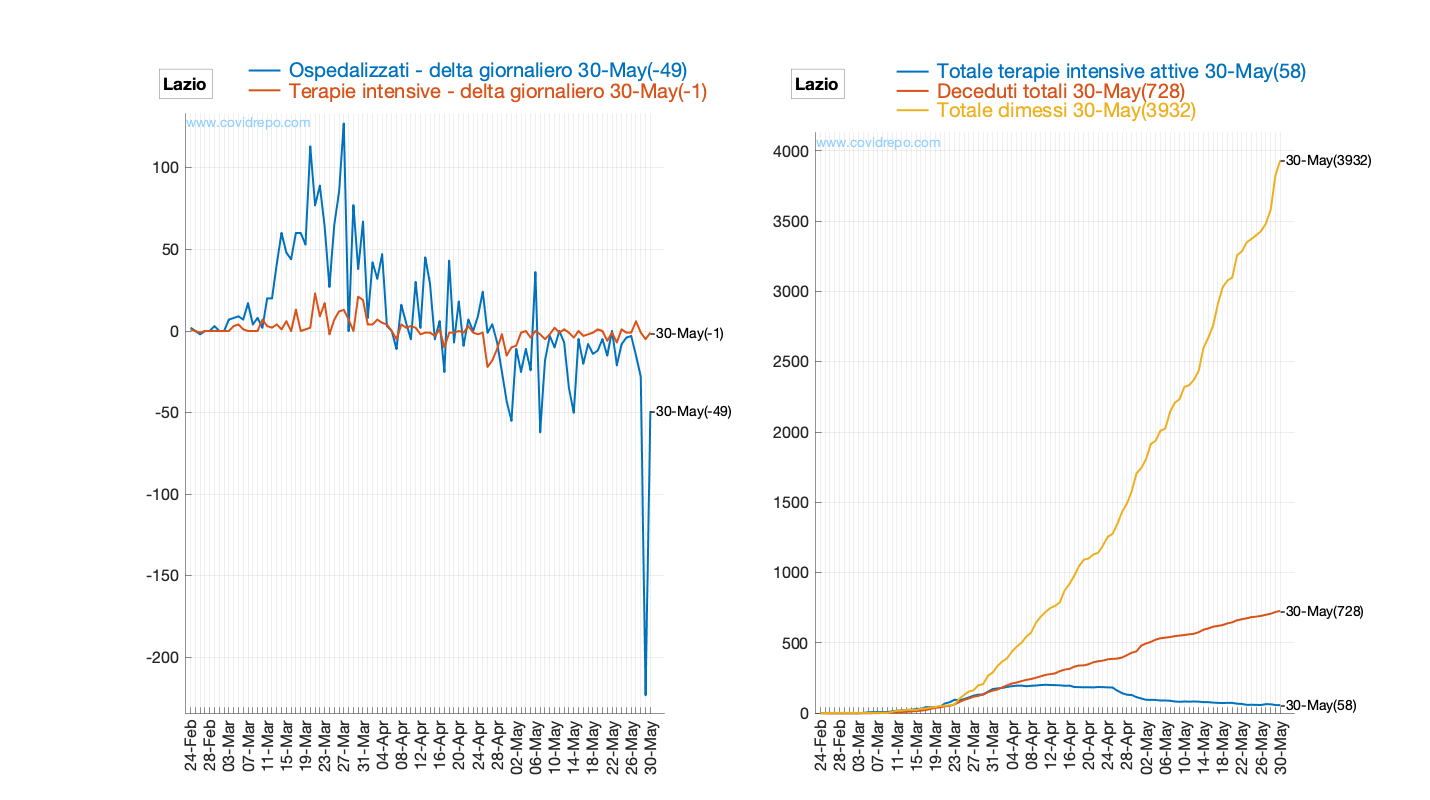 Lazio
Ospedalizzati - delta giornaliero 30-May(-49)
Terapie intensive - delta giornaliero 30-May(-1)
www.covidrepo.com
100
50
0
-50
-100
-150
-200
30-May(-1)
30-May(-49)
24-Feb
28-Feb
03-Mar
07-Mar
11-Mar
15-Mar
19-Mar
23-Mar
27-Mar
31-Mar
04-Apr
08-Apr
12-Apr
16-Apr
20-Apr
24-Apr
28-Apr
02-May
06-May
10-May
14-May
18-May
22-May
26-May
30-May
Lazio
Totale terapie intensive attive 30-May(58)
Deceduti totali 30-May(728)
Totale dimessi 30-May(3932)
www.covidrepo.com
4000
3500
3000
2500
2000
1500
1000
500
0
30-May(3932)
30-May(728)
30-May(58)
24-Feb
28-Feb
03-Mar
07-Mar
11-Mar
15-Mar
19-Mar
23-Mar
27-Mar
31-Mar
04-Apr
08-Apr
12-Apr
16-Apr
20-Apr
24-Apr
28-Apr
02-May
06-May
10-May
14-May
18-May
22-May
26-May
30-May